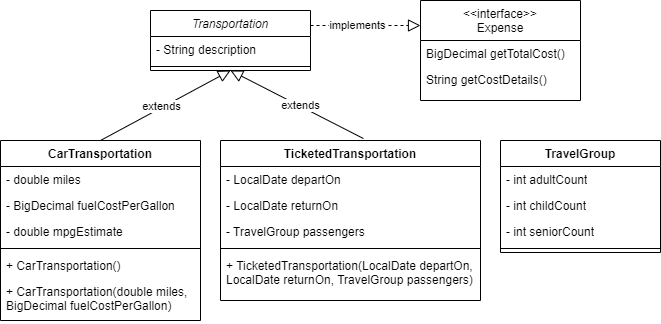 Transportation
- String description
implements
<<interface>>
Expense
BigDecimal getTotalCost()
String getCostDetails()
extends
extends
CarTransportation
- double miles
- BigDecimal fuelCostPerGallon
- double mpgEstimate
+ CarTransportation()
+ CarTransportation(double miles,
BigDecimal fuelCostPerGallon)
TicketedTransportation
- LocalDate departOn
- LocalDate returnOn
- TravelGroup passengers
+ TicketedTransportation(LocalDate departOn,
LocalDate returnOn, TravelGroup passengers)
TravelGroup
- int adultCount
- int childCount
- int seniorCount